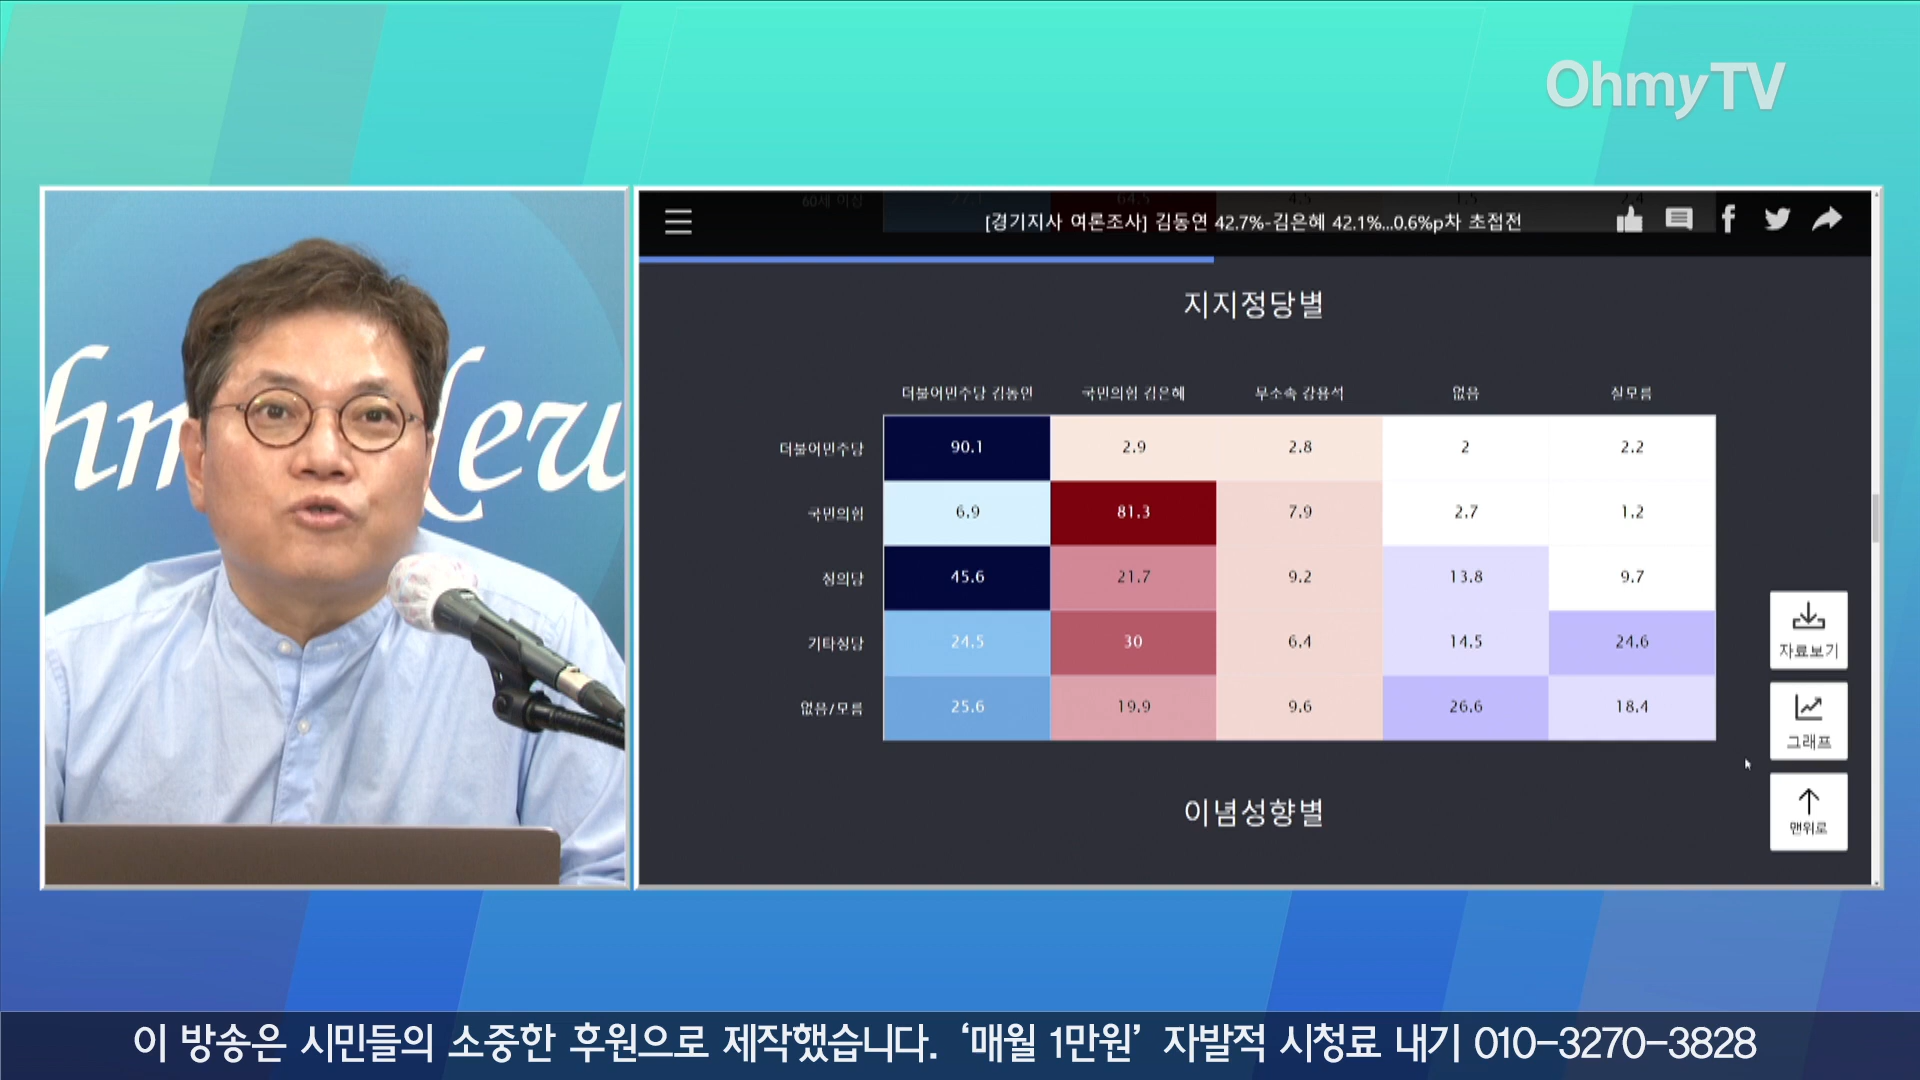 OhmyTV
60세 이상
[경기지사 여론조사] 김동연 42.7%-김은혜 42.1%...0.6%p차 초접전
지지정당별
더불어민주당 김동연 국민의힘 김은혜 무소속 강용석 없음 잘모름
더불어민주당 90.1 2.9 2.8 2 2.2
국민의힘 6.9 81.3 7.9 2.7 1.2
정의당 45.6 21.7 9.2 13.8 9.7
기타정당 24.5 30 6.4 14.5 24.6
없음/모름 25.6 19.9 9.6 26.6 18.4
이념성향별
자료보기
그래프
맨위로
이 방송은 시민들의 소중한 후원으로 제작했습니다. ‘매월 1만원’ 자발적 시청료 내기 010-3270-3828